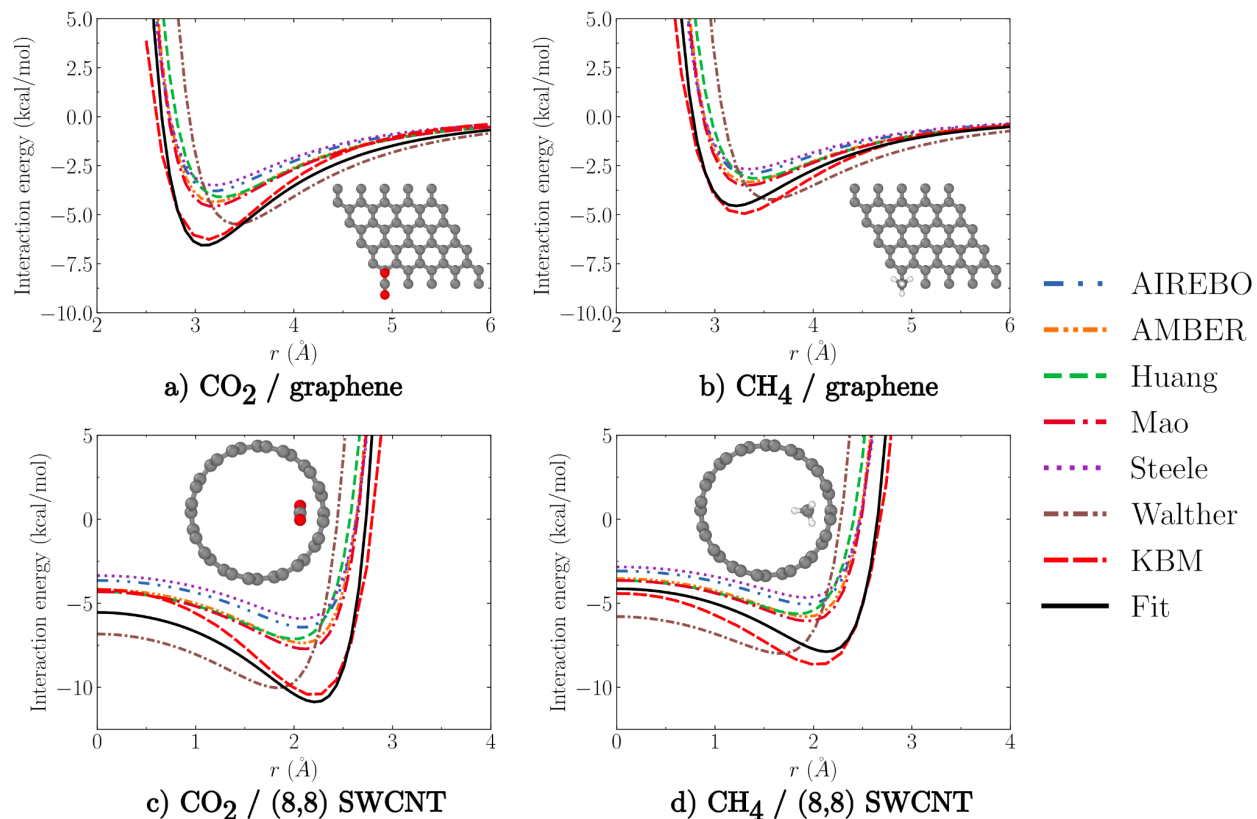 5.0
2.5
0.0
−2.5
−5.0
−7.5
−10.0
Interaction energy (kcal/mol)
2 3 4 5 6
r (Å)
a) CO2 / graphene
5.0
2.5
0.0
−2.5
−5.0
−7.5
−10.0
Interaction energy (kcal/mol)
2 3 4 5 6
r (Å)
b) CH4 / graphene
AIREBO
AMBER
Huang
Mao
Steele
Walther
KBM
Fit
5
0
−5
−10
Interaction energy (kcal/mol)
0 1 2 3 4
r (Å)
c) CO2 / (8,8) SWCNT
5
0
−5
−10
Interaction energy (kcal/mol)
0 1 2 3 4
r (Å)
d) CH4 / (8,8) SWCNT